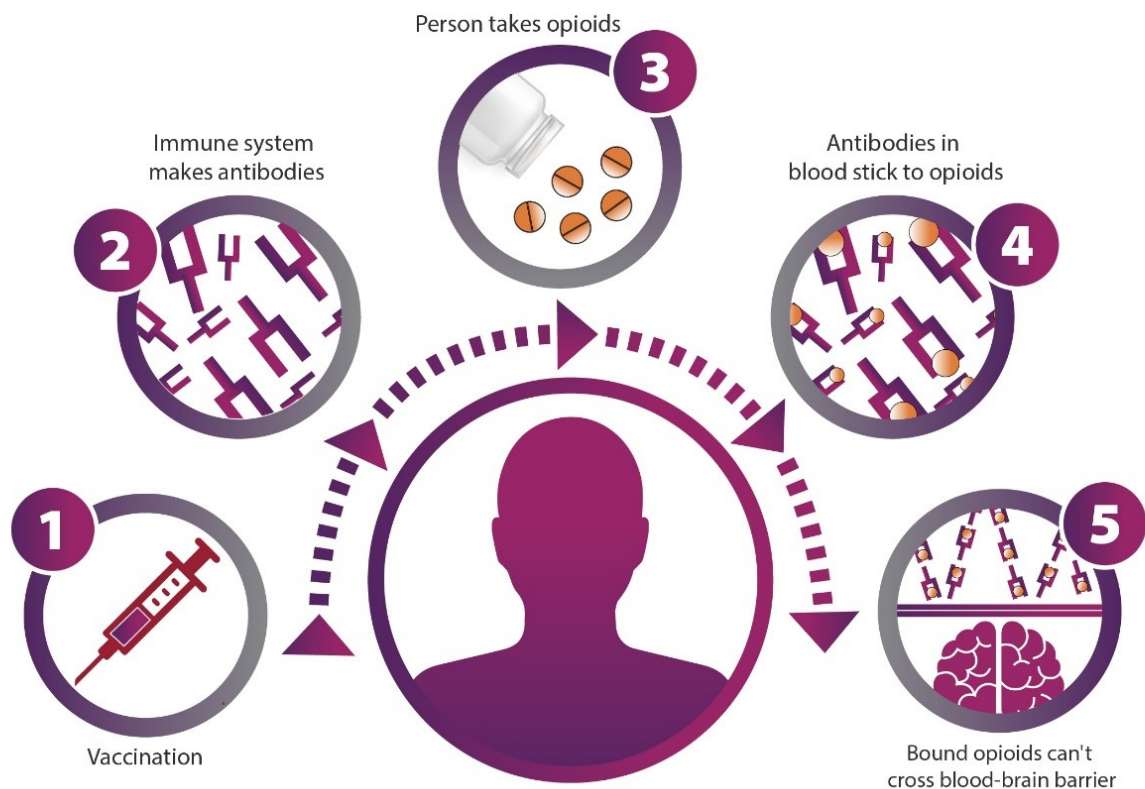 1
Vaccination
2
Immune system
makes antibodies
3
Person takes opioids
4
Antibodies in
blood stick to opioids
5
Bound opioids can't
cross blood-brain barrier